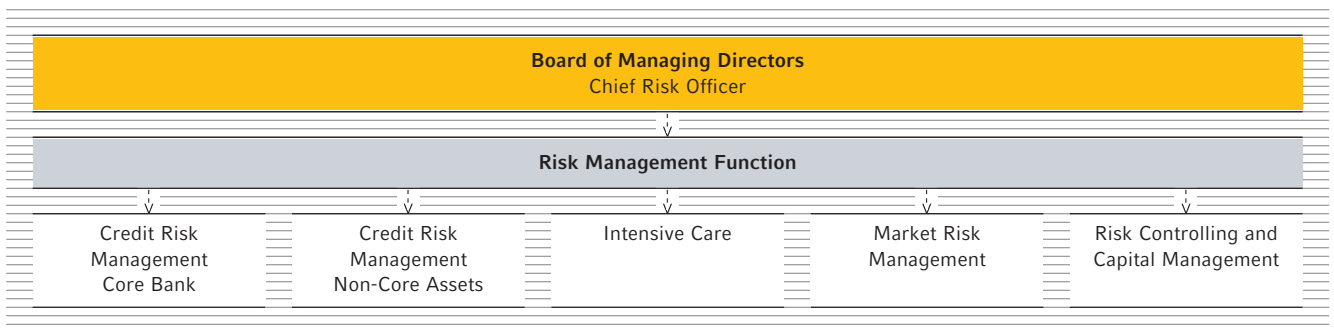 Board of Managing Directors
Chief Risk Officer
Risk Management Function
Credit Risk
Management
Core Bank
Credit Risk
Management
Non-Core Assets
Intensive Care
Market Risk
Management
Risk Controlling and
Capital Management